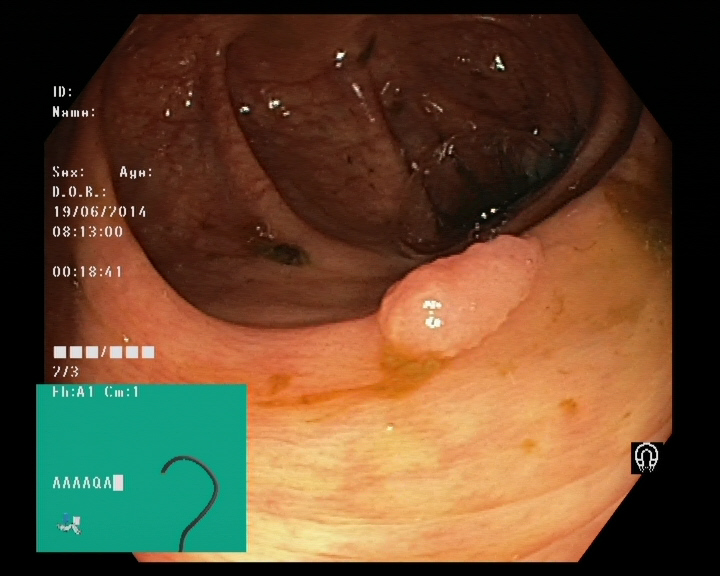 ID:
Name:
Sex: Age:
D.O.B.:
19/06/2014
08:13:00
00:18:41
■■■/■■■
2/3
Eh:A1 Cm:1
AAAAQA